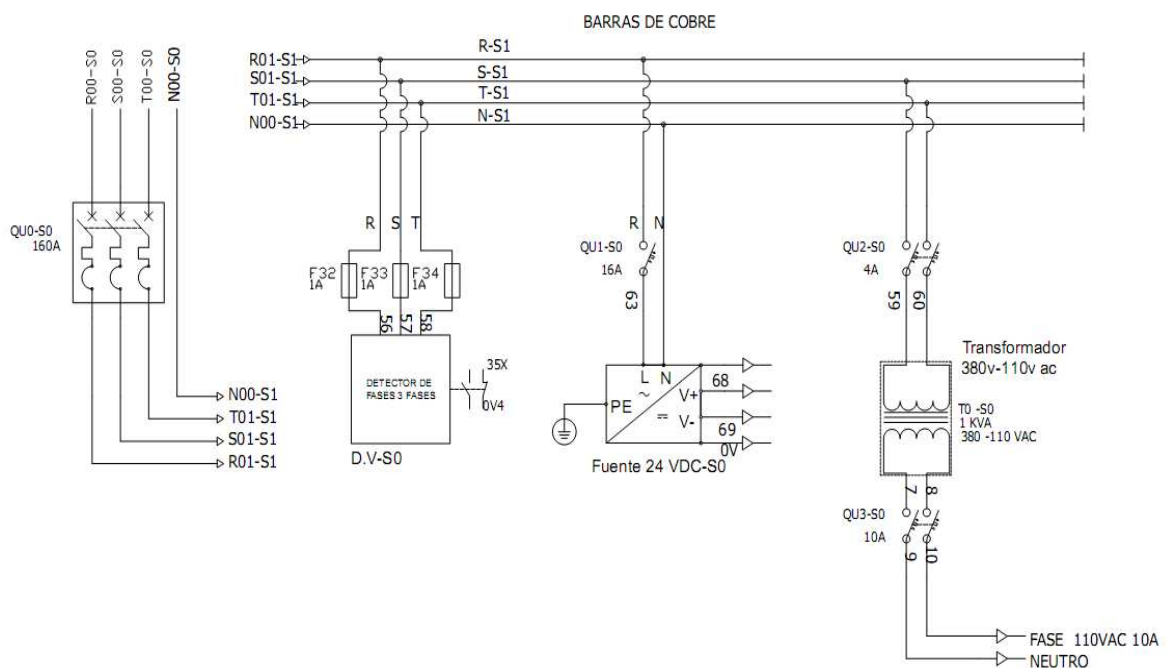 BARRAS DE COBRE
R00-S0
S00-S0
T00-S0
N00-S0
R01-S1
S01-S1
T01-S1
N00-S1
R-S1
S-S1
T-S1
N-S1
QU0-S0
160A
N00-S1
T01-S1
S01-S1
R01-S1
R S T
F32
1A
F33
1A
F34
1A
56
57
58
DETECTOR DE
FASES 3 FASES
35X
0V4
D.V-S0
R N
QU1-S0
16A
63
L N
PE
V+
V-
68
69
0V
Fuente 24 VDC-S0
QU2-S0
4A
59
60
Transformador
380v-110v ac
T0 -S0
1 KVA
380 -110 VAC
7
8
QU3-S0
10A
9
10
FASE 110VAC 10A
NEUTRO